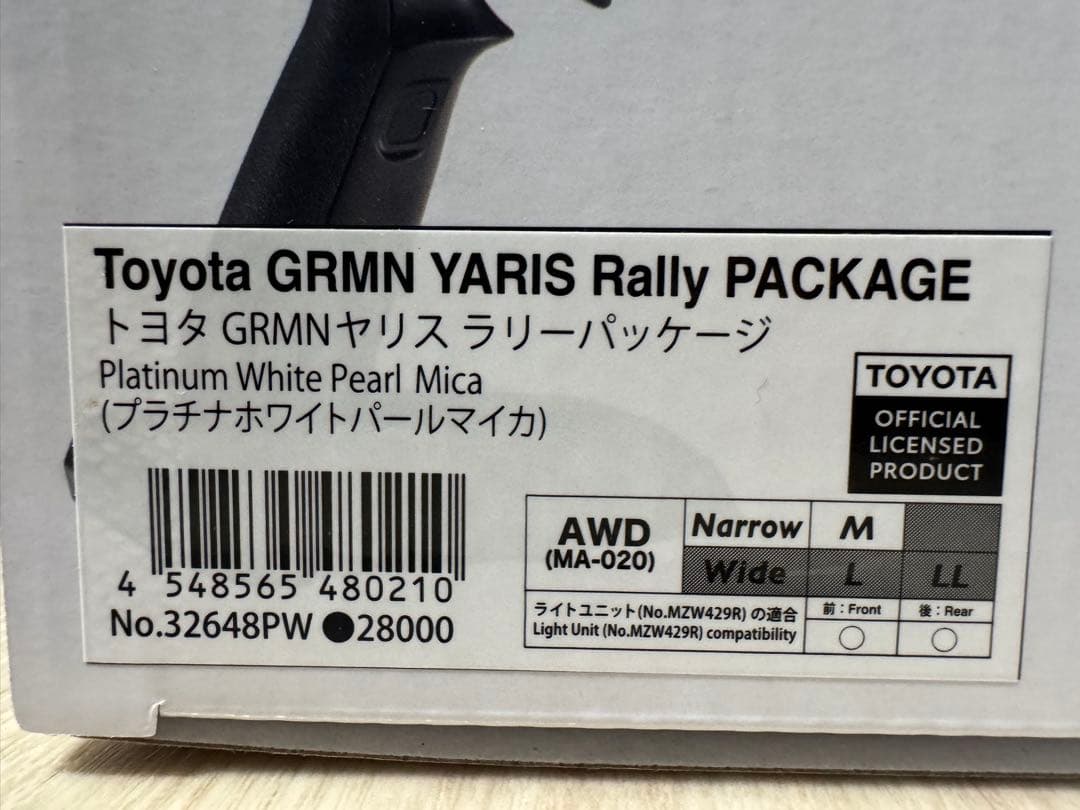 Toyota GRMN YARIS Rally PACKAGE
トヨタ GRMNヤリス ラリーパッケージ
Platinum White Pearl Mica
(プラチナホワイトパールマイカ)
TOYOTA
OFFICIAL
LICENSED
PRODUCT
4 548565 480210
No.32648PW ●28000
AWD
(MA-020)
Narrow M
Wide L LL
ライトユニット(No.MZW429R) の適合
Light Unit (No.MZW429R) compatibility
前：Front 後：Rear
○ ○